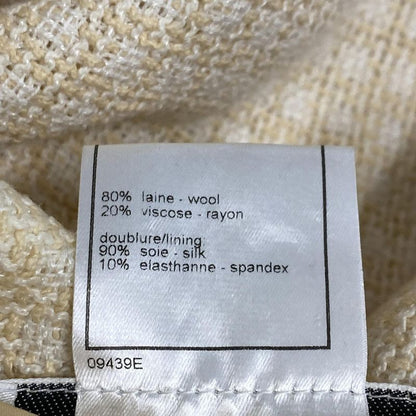 80% laine - wool
20% viscose - rayon
doublure/lining:
90% soie - silk
10% elasthanne - spandex
09439E